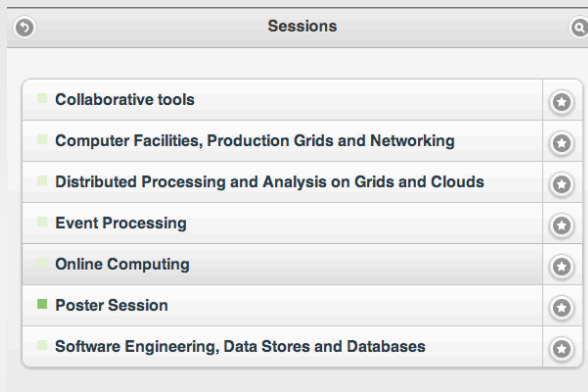 Sessions
Collaborative tools
Computer Facilities, Production Grids and Networking
Distributed Processing and Analysis on Grids and Clouds
Event Processing
Online Computing
Poster Session
Software Engineering, Data Stores and Databases